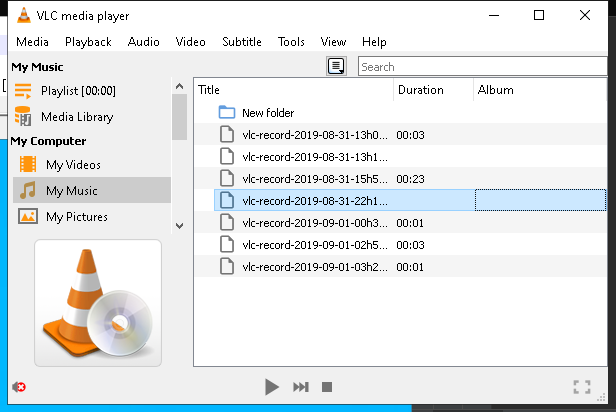 VLC media player
Media Playback Audio Video Subtitle Tools View Help
My Music
Search
Playlist [00:00]
Media Library
My Computer
My Videos
My Music
My Pictures
Title Duration Album
New folder
vlc-record-2019-08-31-13h0... 00:03
vlc-record-2019-08-31-13h1...
vlc-record-2019-08-31-15h5... 00:23
vlc-record-2019-08-31-22h1...
vlc-record-2019-09-01-00h3... 00:01
vlc-record-2019-09-01-02h5... 00:03
vlc-record-2019-09-01-03h2... 00:01